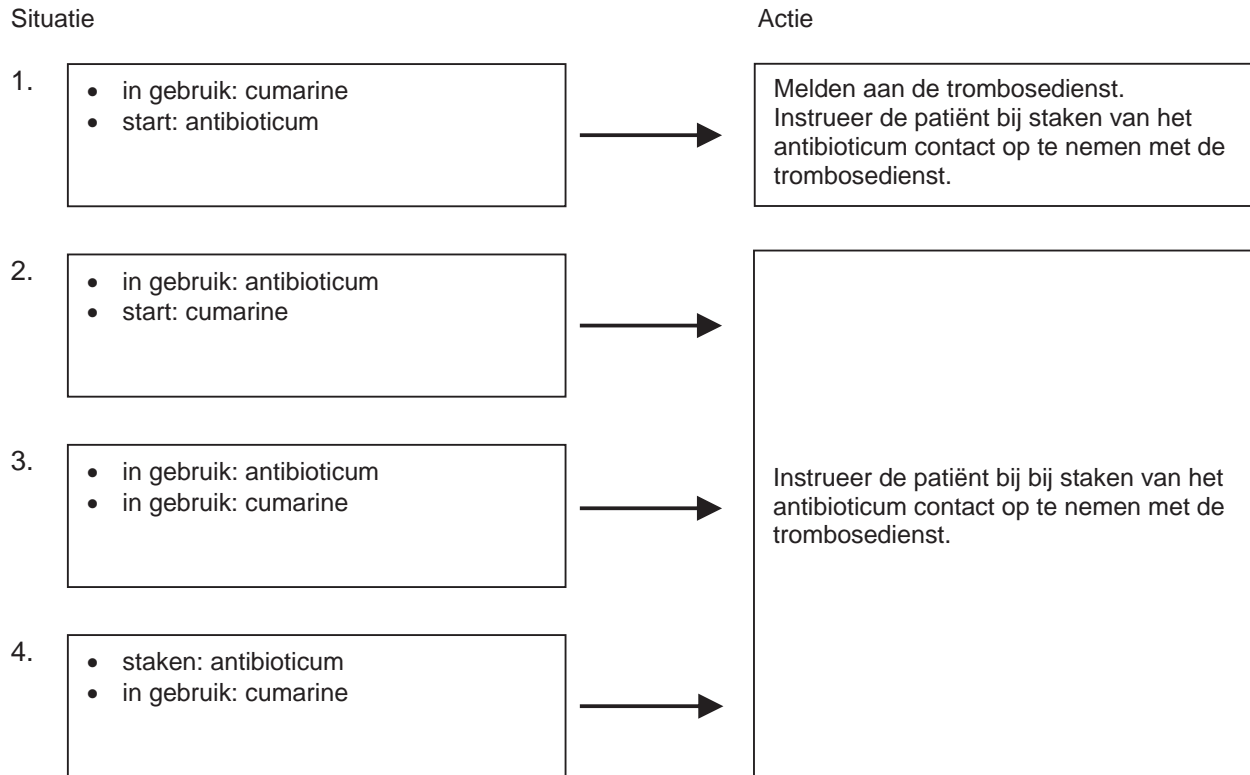 Situatie
Actie
1.
• in gebruik: cumarine
• start: antibioticum
Melden aan de trombosedienst.
Instrueer de patiënt bij staken van het
antibioticum contact op te nemen met de
trombosedienst.
2.
• in gebruik: antibioticum
• start: cumarine
3.
• in gebruik: antibioticum
• in gebruik: cumarine
Instrueer de patiënt bij bij staken van het
antibioticum contact op te nemen met de
trombosedienst.
4.
• staken: antibioticum
• in gebruik: cumarine